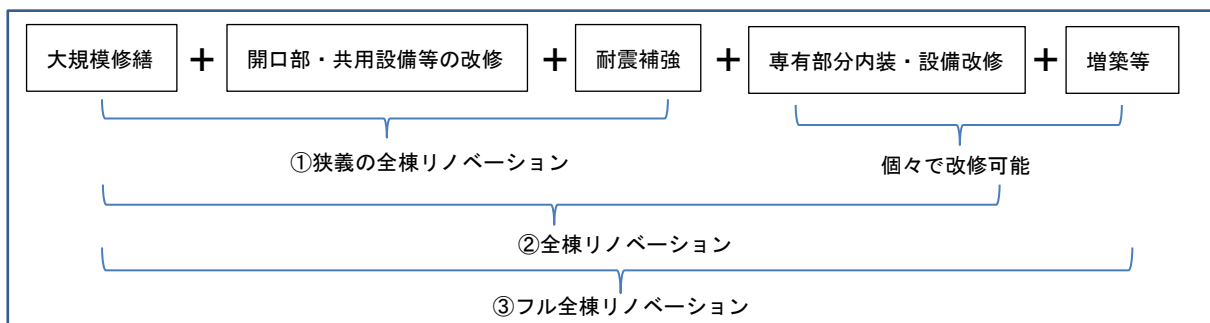 大規模修繕 + 開口部・共用設備等の改修 + 耐震補強 + 専有部分内装・設備改修 + 増築等
①狭義の全棟リノベーション 個々で改修可能
②全棟リノベーション
③フル全棟リノベーション